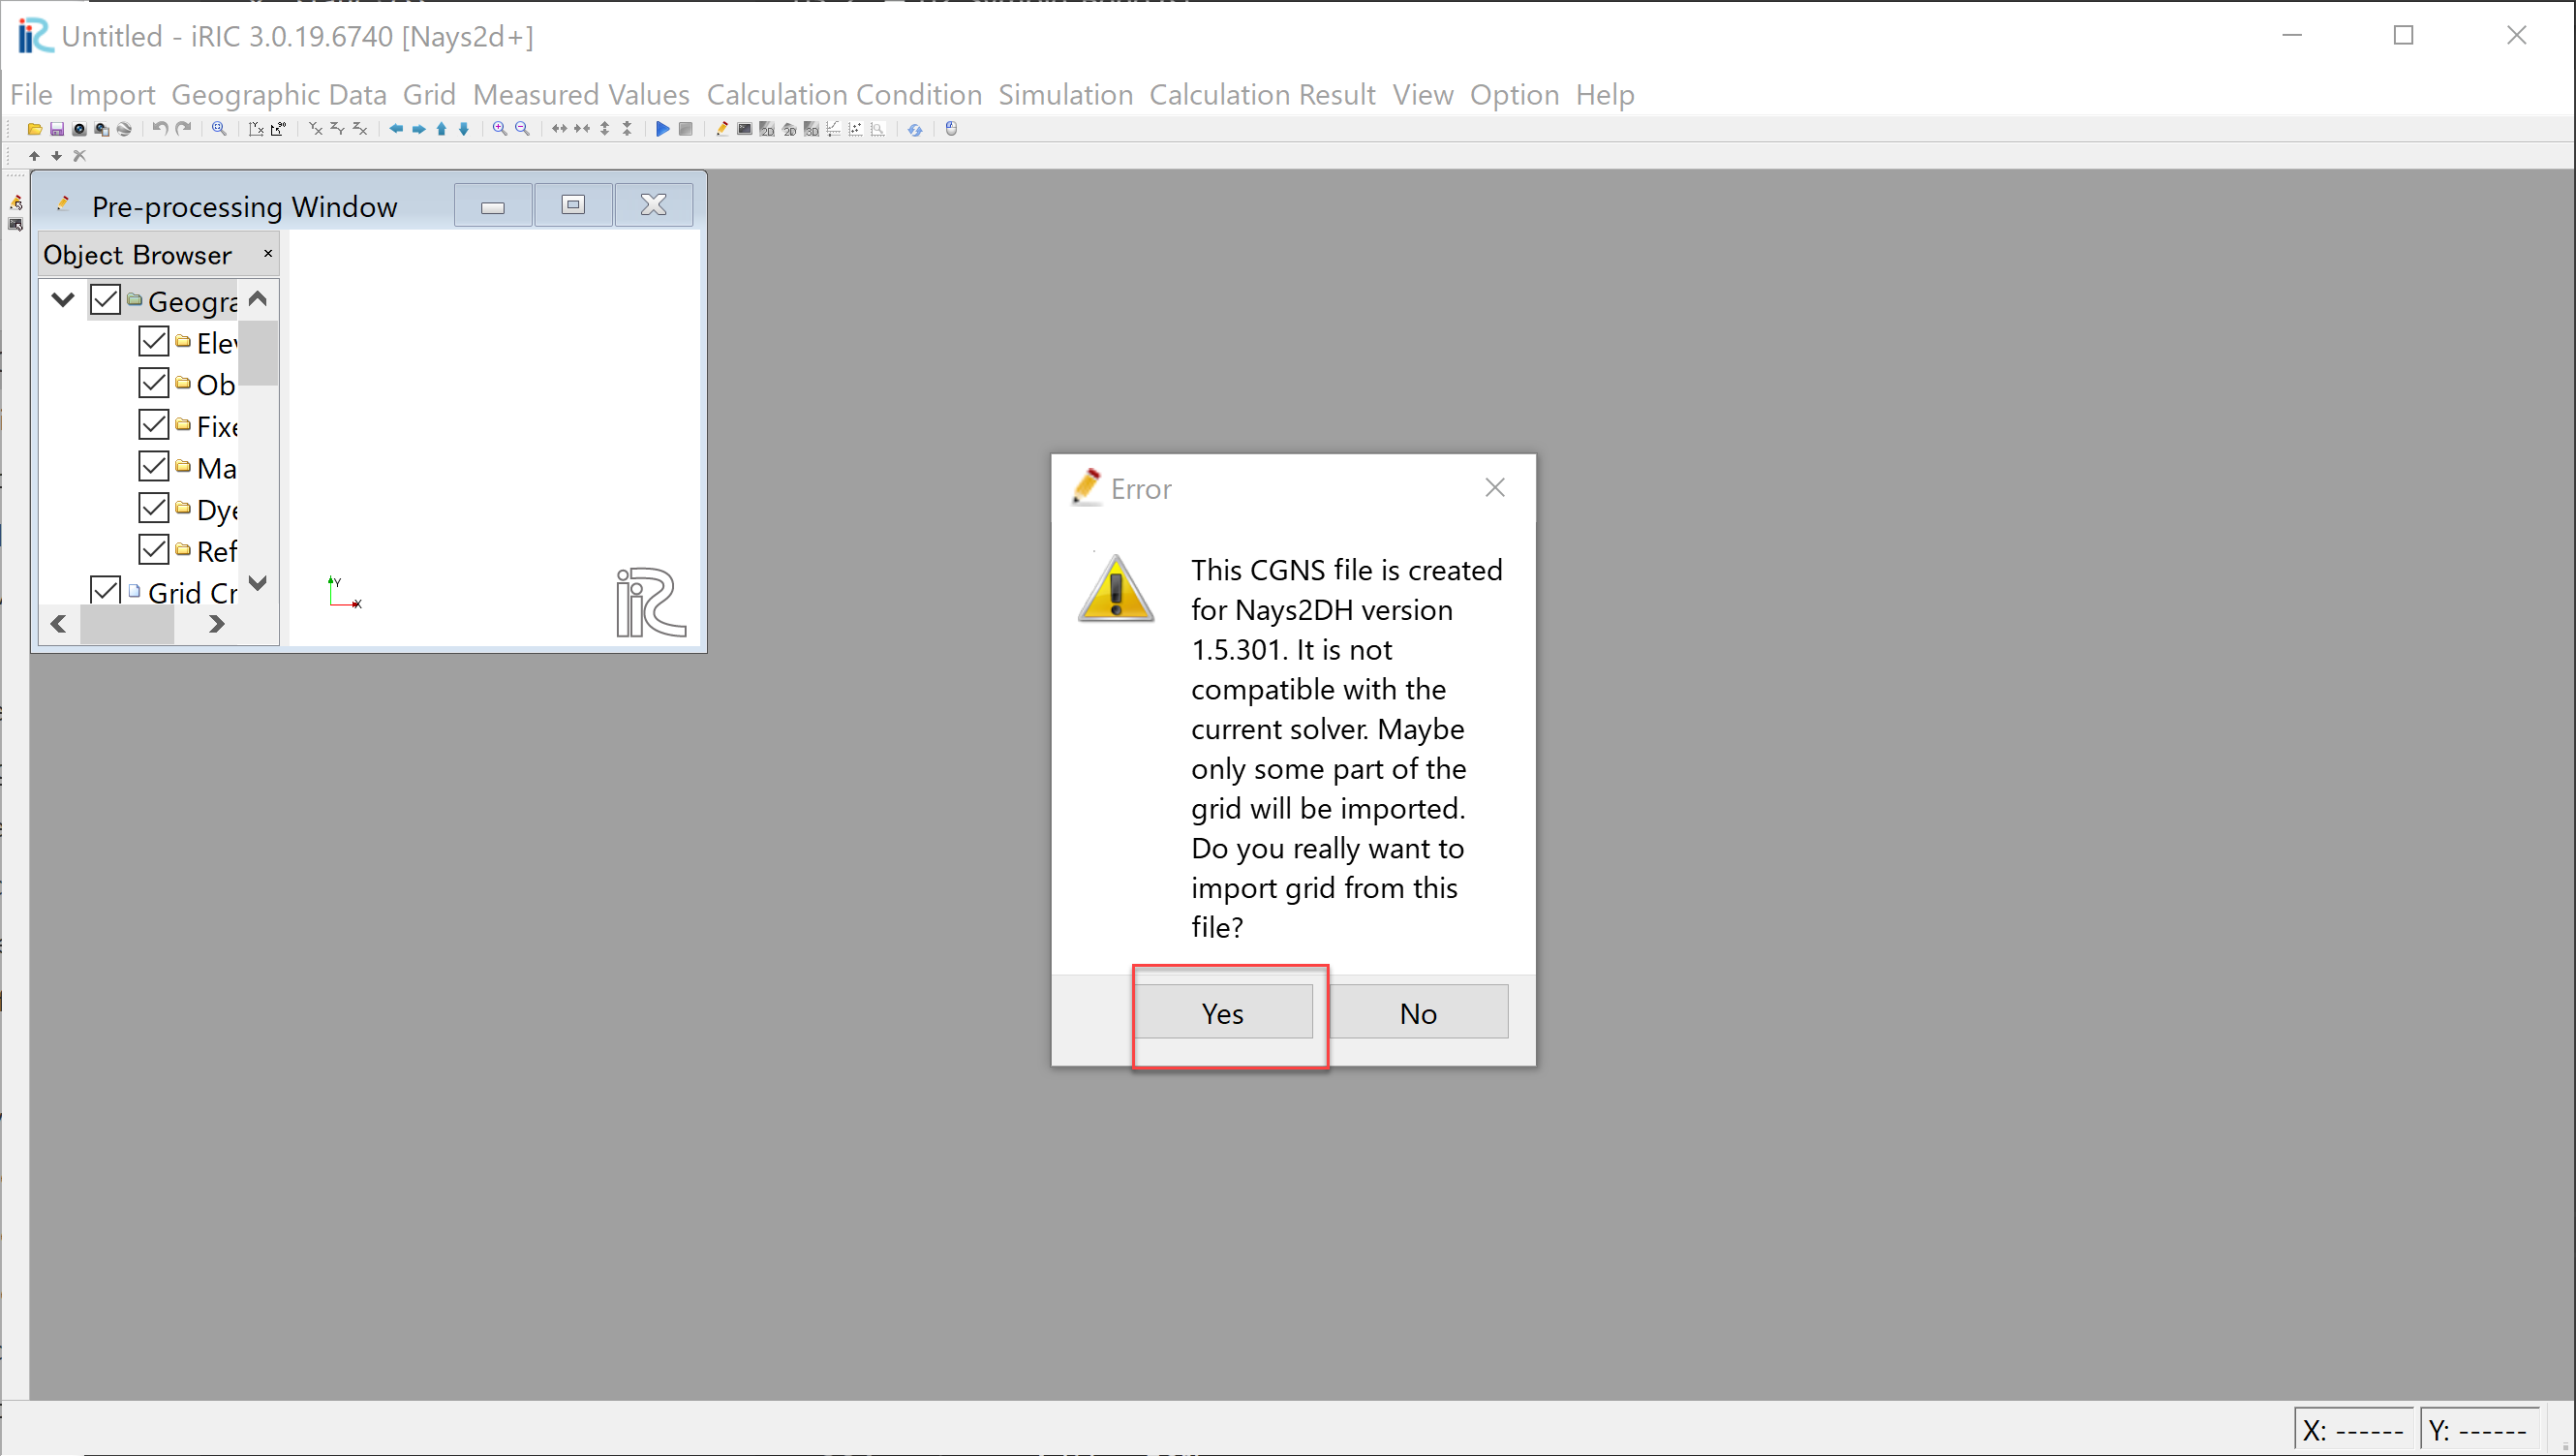 Untitled - iRIC 3.0.19.6740 [Nays2d+]
File Import Geographic Data Grid Measured Values Calculation Condition Simulation Calculation Result View Option Help
Pre-processing Window
Object Browser
Geogra
Elev
Ob
Fixe
Ma
Dye
Ref
Grid Cr
Y
X
iRIC
Error
This CGNS file is created
for Nays2DH version
1.5.301. It is not
compatible with the
current solver. Maybe
only some part of the
grid will be imported.
Do you really want to
import grid from this
file?
Yes No
X: ------ Y: ------